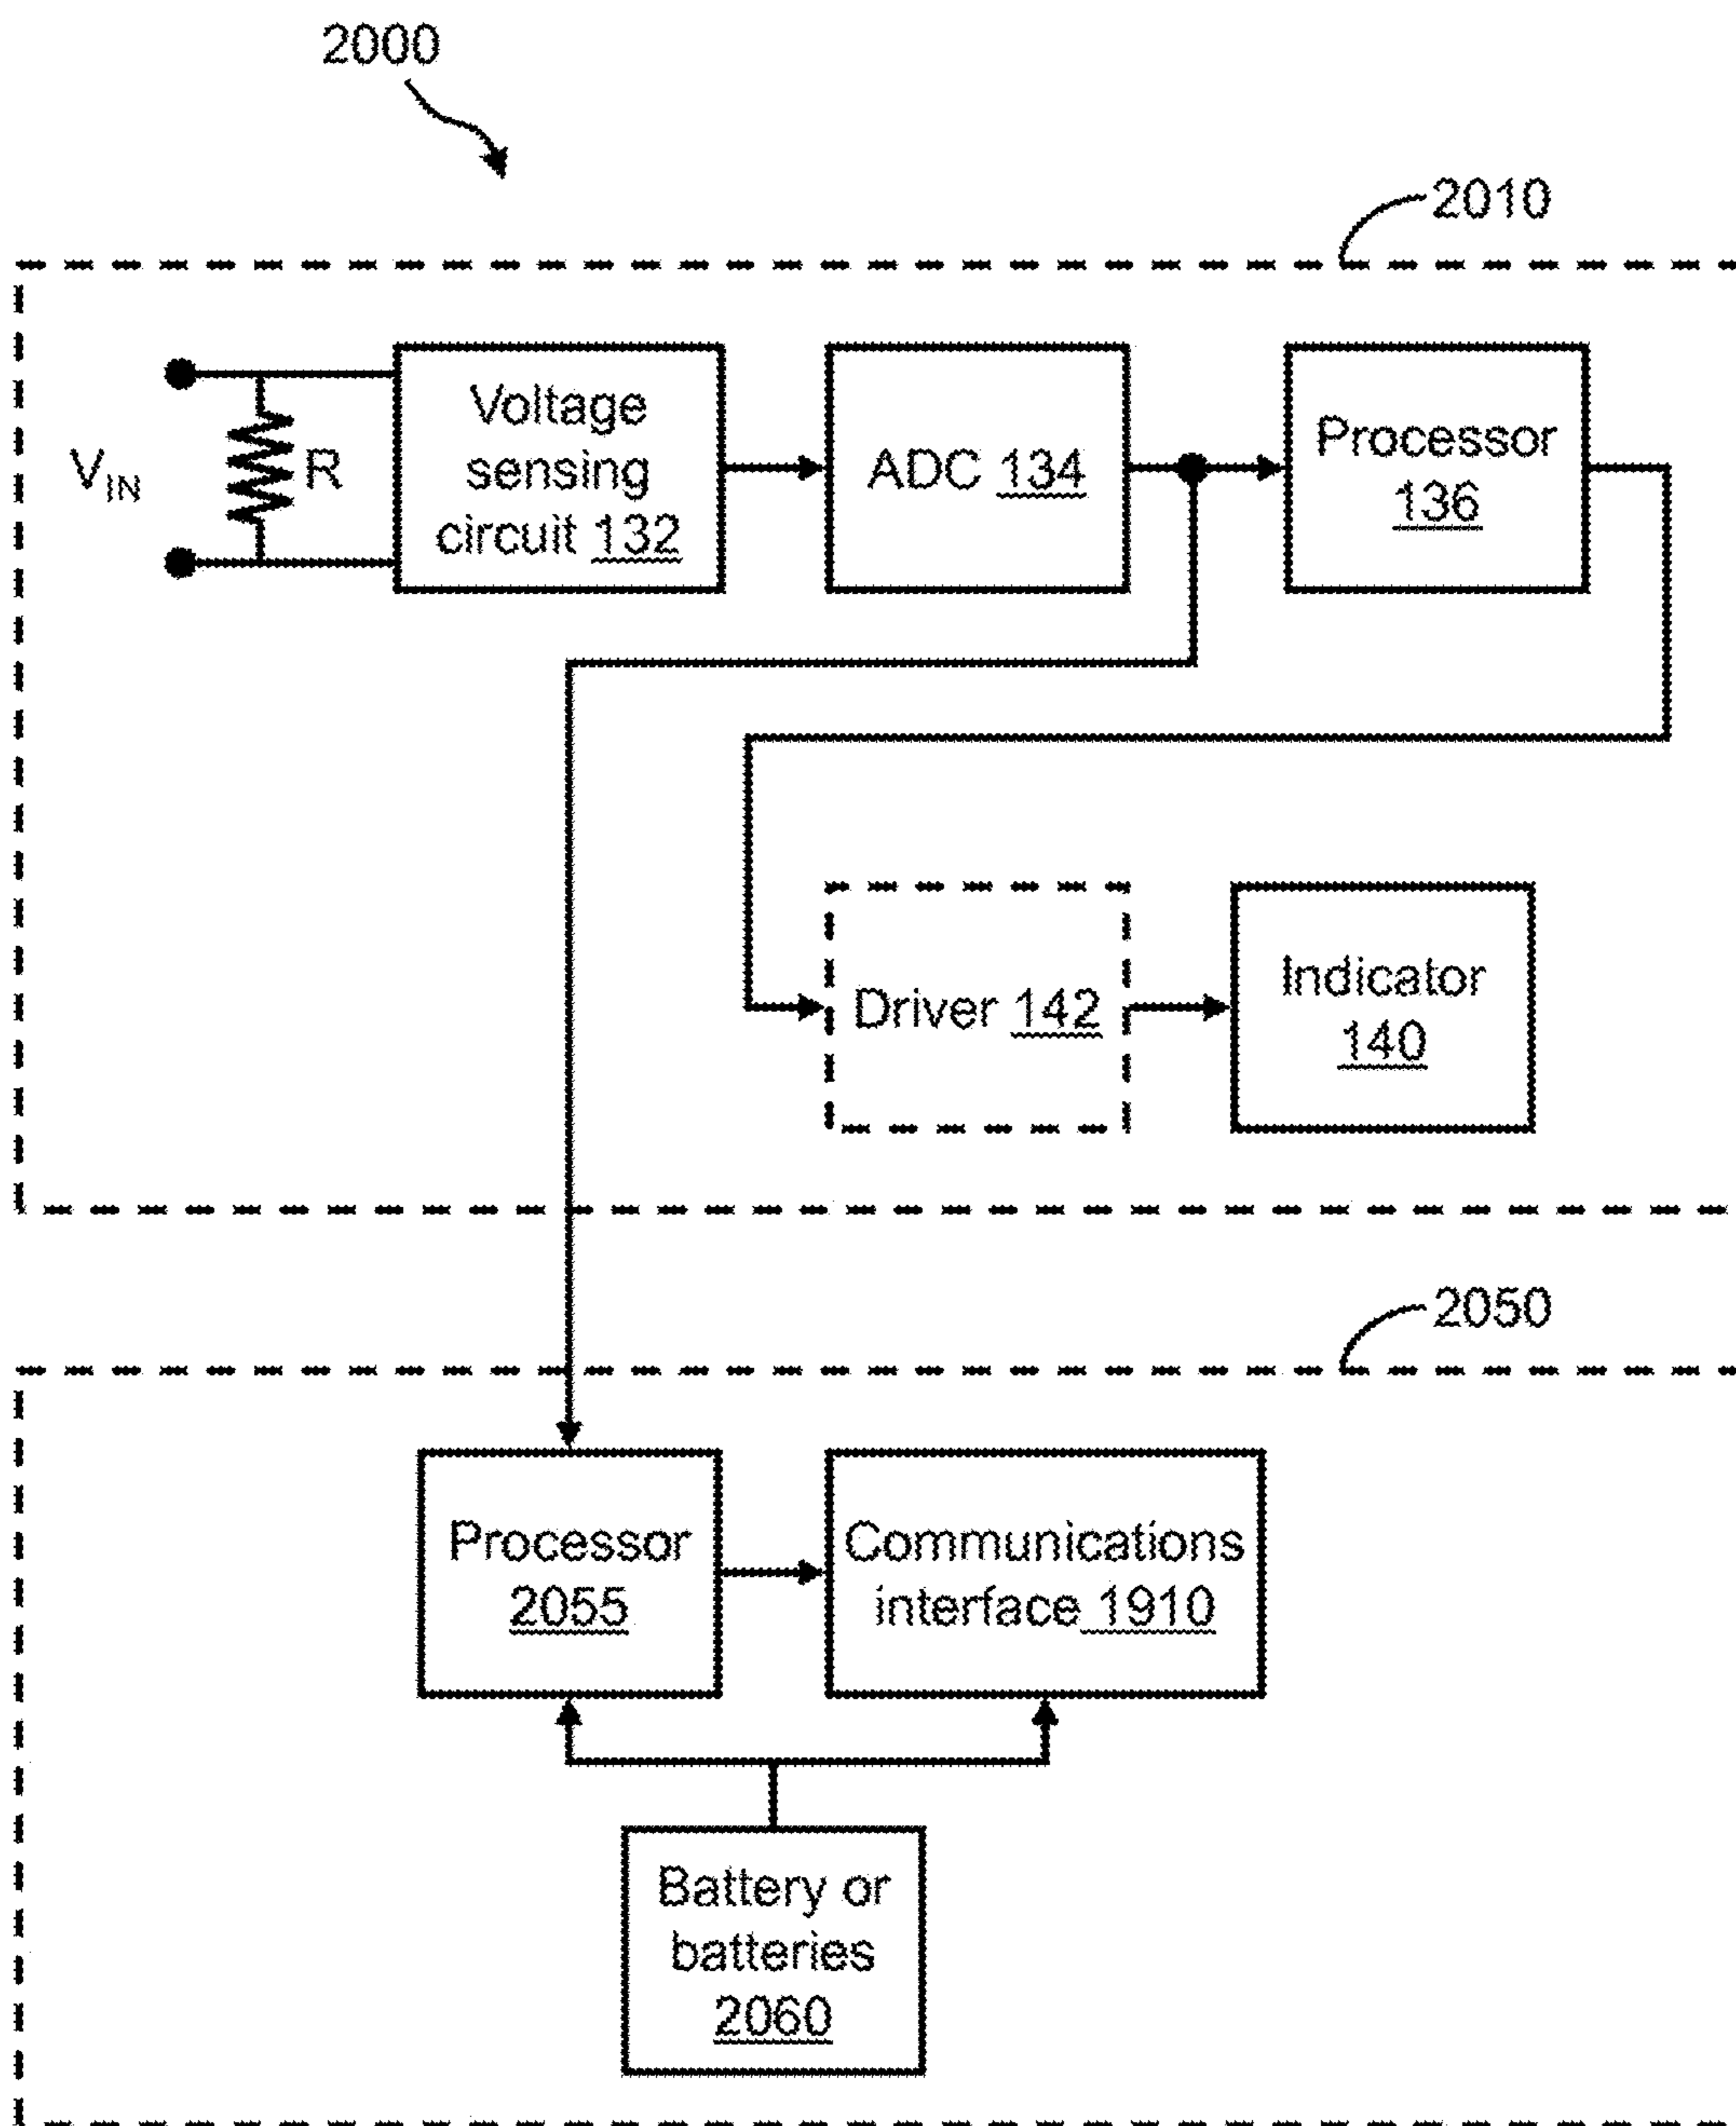 2000
2010
V_IN
R
Voltage
sensing
circuit 132
ADC 134
Processor
136
Driver 142
Indicator
140
2050
Processor
2055
Communications
interface 1910
Battery or
batteries
2060